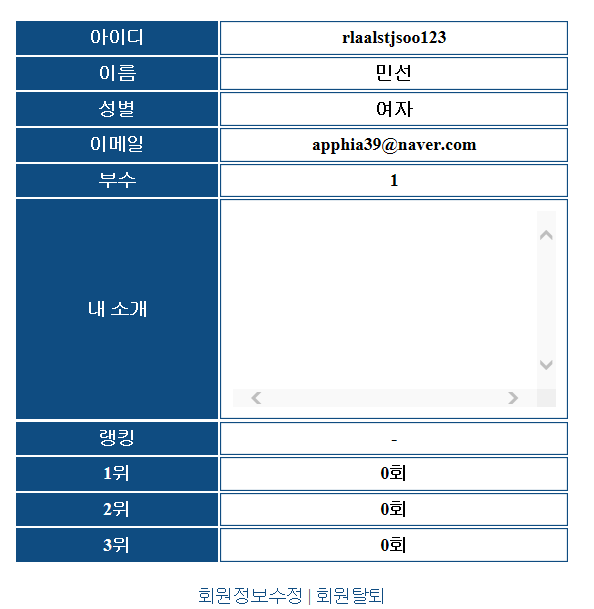 아이디 rlaalstjsoo123
이름 민선
성별 여자
이메일 apphia39@naver.com
부수 1
내 소개
랭킹 -
1위 0회
2위 0회
3위 0회
회원정보수정 | 회원탈퇴